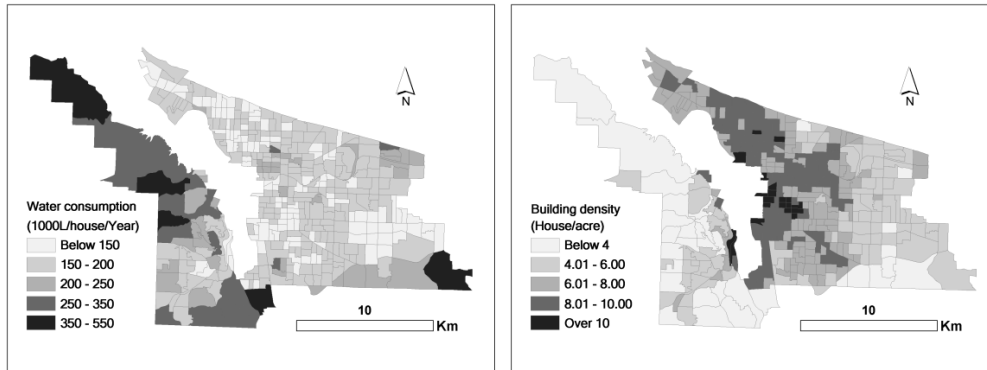 N
Water consumption
(1000L/house/Year)
Below 150
150 - 200
200 - 250
250 - 350
350 - 550
10
Km
N
Building density
(House/acre)
Below 4
4.01 - 6.00
6.01 - 8.00
8.01 - 10.00
Over 10
10
Km